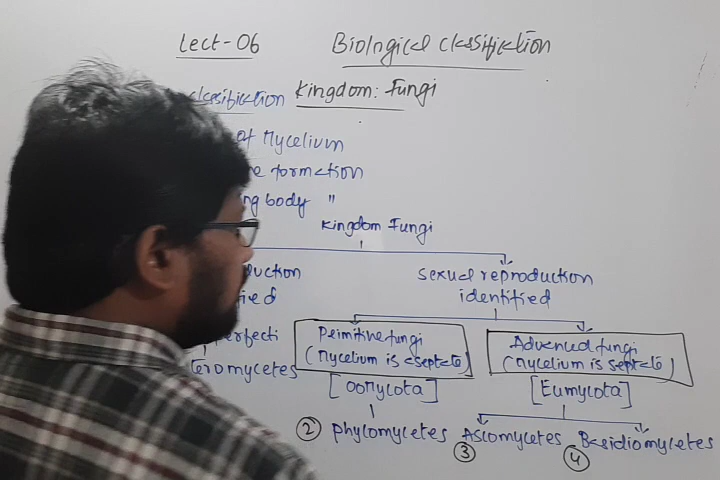 Lect-06 Biological classification
classification Kingdom: Fungi
of Mycelium
formation
body "
Kingdom Fungi
Sexual reproduction
identified
Primitive fungi
(Mycelium is aseptate)
[Oomycota]
② Phycomycetes
Advanced fungi
(Mycelium is septate)
[Eumycota]
Ascomycetes
③
Basidiomycetes
④